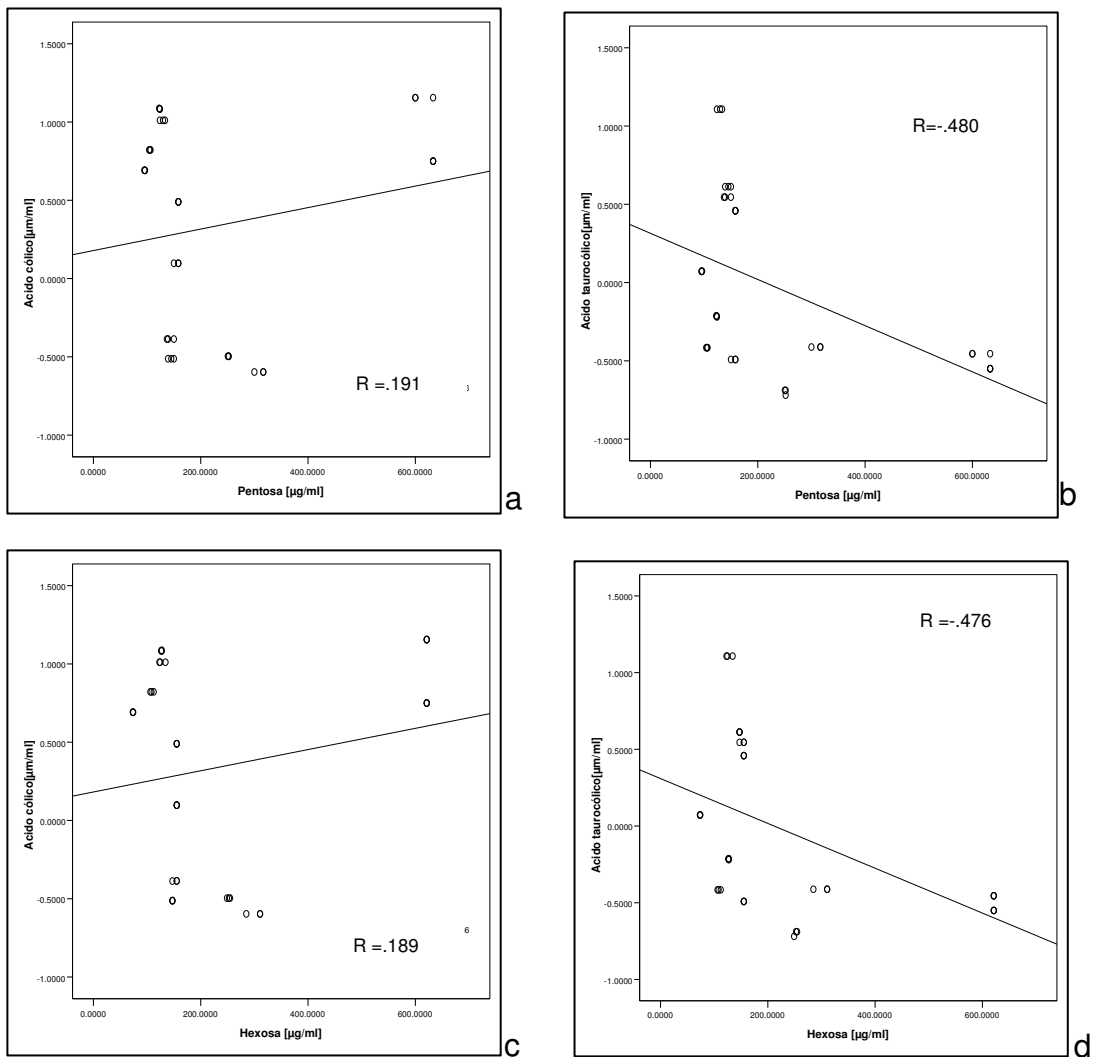 1.5000
1.0000
0.5000
0.0000
-0.5000
-1.0000
Acido cólico[µm/ml]
R =.191
0.0000 200.0000 400.0000 600.0000
Pentosa [µg/ml]
a
1.5000
1.0000
0.5000
0.0000
-0.5000
-1.0000
Acido taurocólico[µm/ml]
R=-.480
0.0000 200.0000 400.0000 600.0000
Pentosa [µg/ml]
b
1.5000
1.0000
0.5000
0.0000
-0.5000
-1.0000
Acido cólico[µm/ml]
6
R =.189
0.0000 200.0000 400.0000 600.0000
Hexosa [µg/ml]
c
1.5000
1.0000
0.5000
0.0000
-0.5000
-1.0000
Acido taurocólico[µm/ml]
R =-.476
0.0000 200.0000 400.0000 600.0000
Hexosa [µg/ml]
d